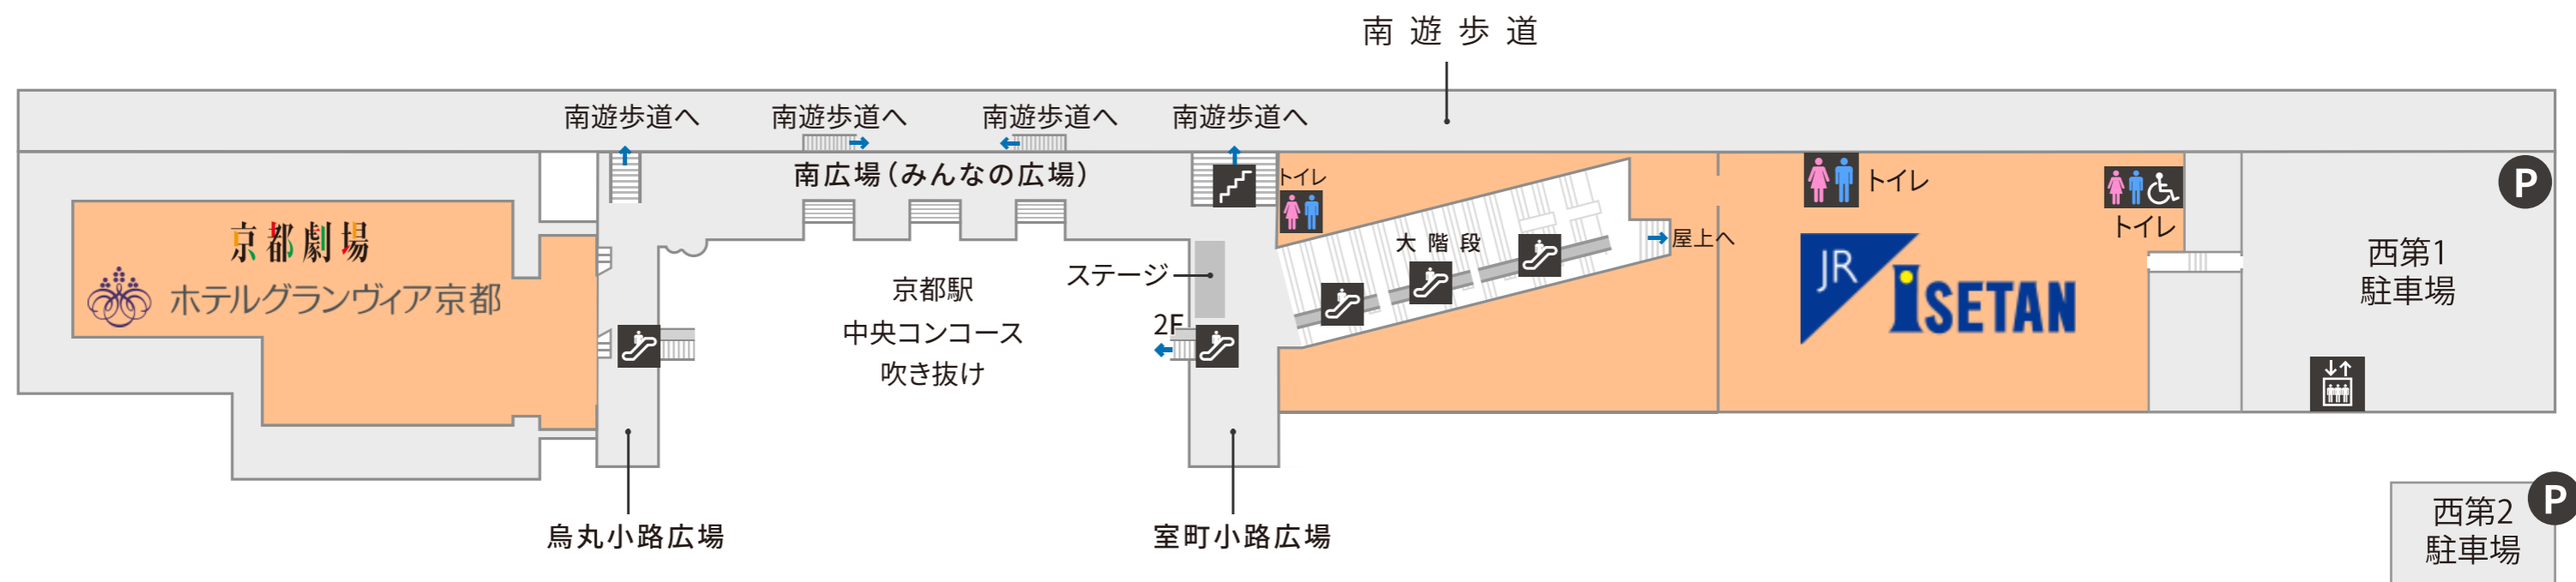 南遊歩道
南遊歩道へ
南遊歩道へ
南遊歩道へ
南遊歩道へ
南広場(みんなの広場)
京都劇場
ホテルグランヴィア京都
京都駅
中央コンコース
吹き抜け
ステージ
2F
トイレ
大階段
屋上へ
トイレ
トイレ
JR
ISETAN
P
西第1
駐車場
烏丸小路広場
室町小路広場
P
西第2
駐車場